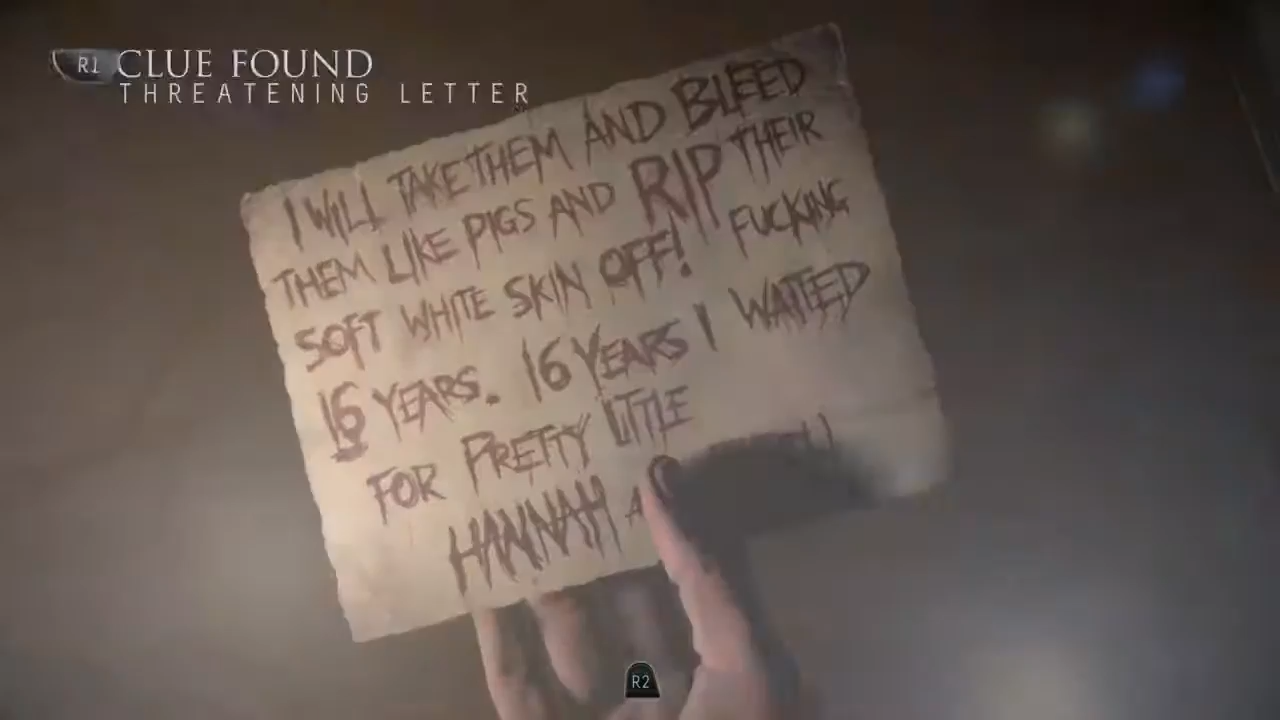 R1 CLUE FOUND
THREATENING LETTER
I WILL TAKE THEM AND BLEED
THEM LIKE PIGS AND RIP THEIR
SOFT WHITE SKIN OFF! FUCKING
16 YEARS. 16 YEARS I WAITED
FOR PRETTY LITTLE
HANNAH
R2